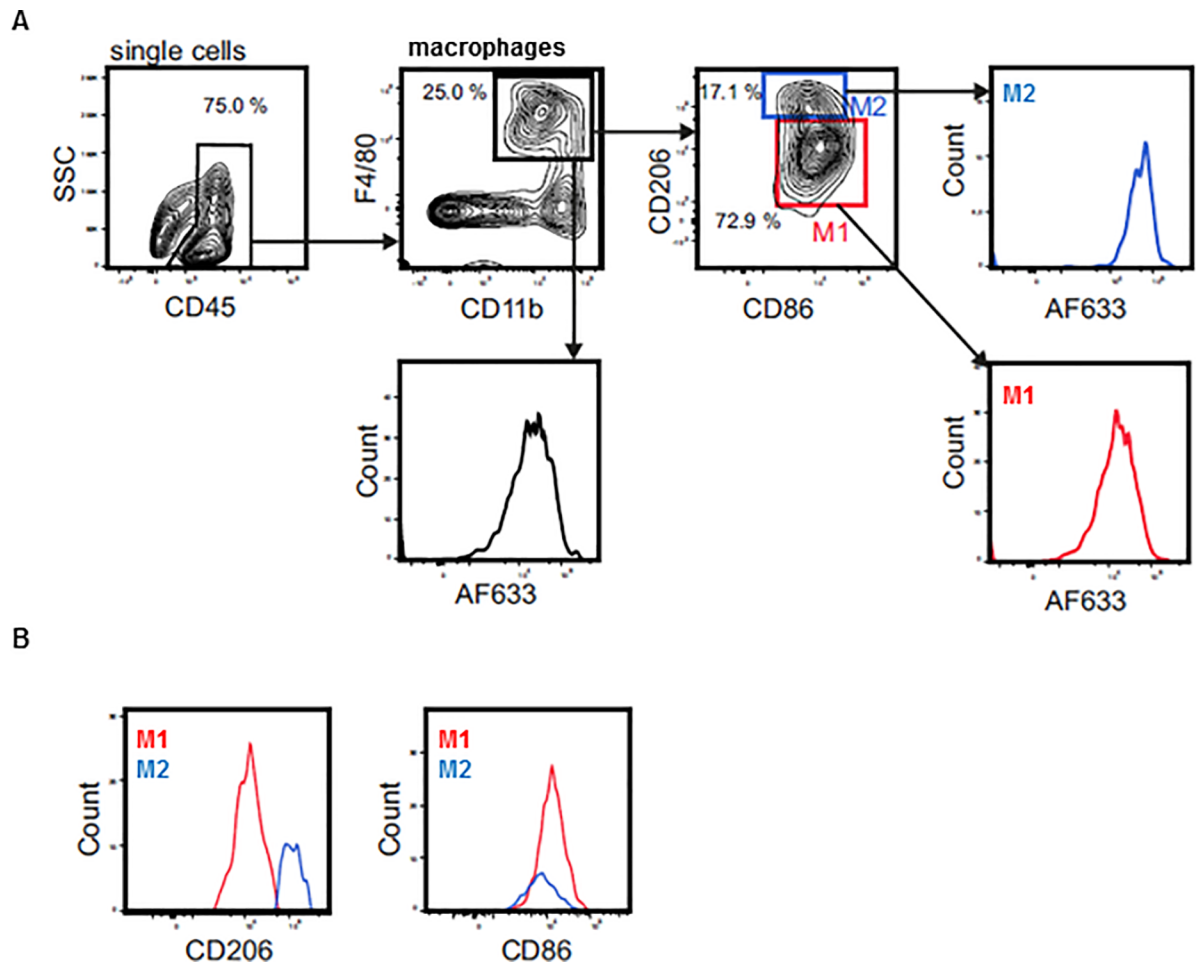 A
single cells
macrophages
75.0 %
25.0 %
17.1 %
M2
M2
SSC
F4/80
CD206
Count
72.9 %
M1
CD45
CD11b
CD86
AF633
M1
Count
Count
AF633
AF633
B
M1
M2
M1
M2
Count
Count
CD206
CD86